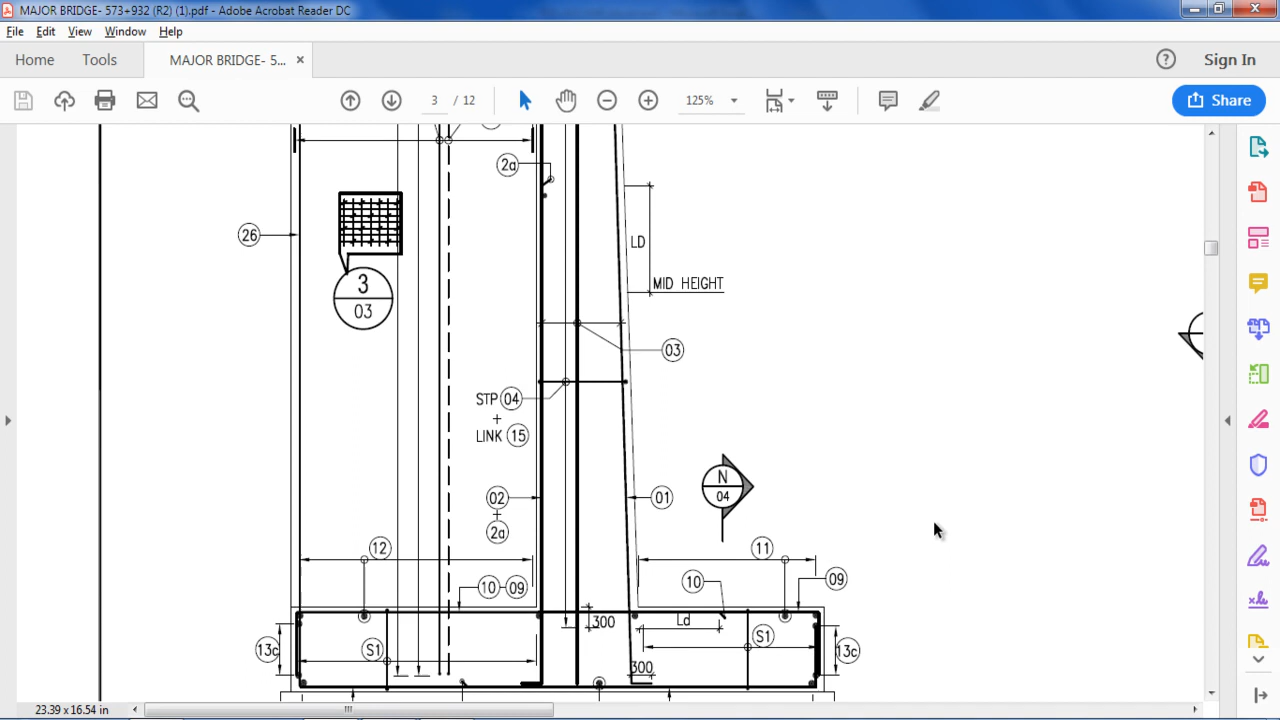 MAJOR BRIDGE- 573+932 (R2) (1).pdf - Adobe Acrobat Reader DC
File Edit View Window Help
Home Tools MAJOR BRIDGE- 5... × Sign In
3 / 12 125% Share
2a
26
LD
3
03
MID HEIGHT
03
STP 04
+
LINK 15
N
04
02
+
2a
01
12
11
10 09
10
09
300
Ld
13c
S1
S1
13c
300
23.39 x 16.54 in